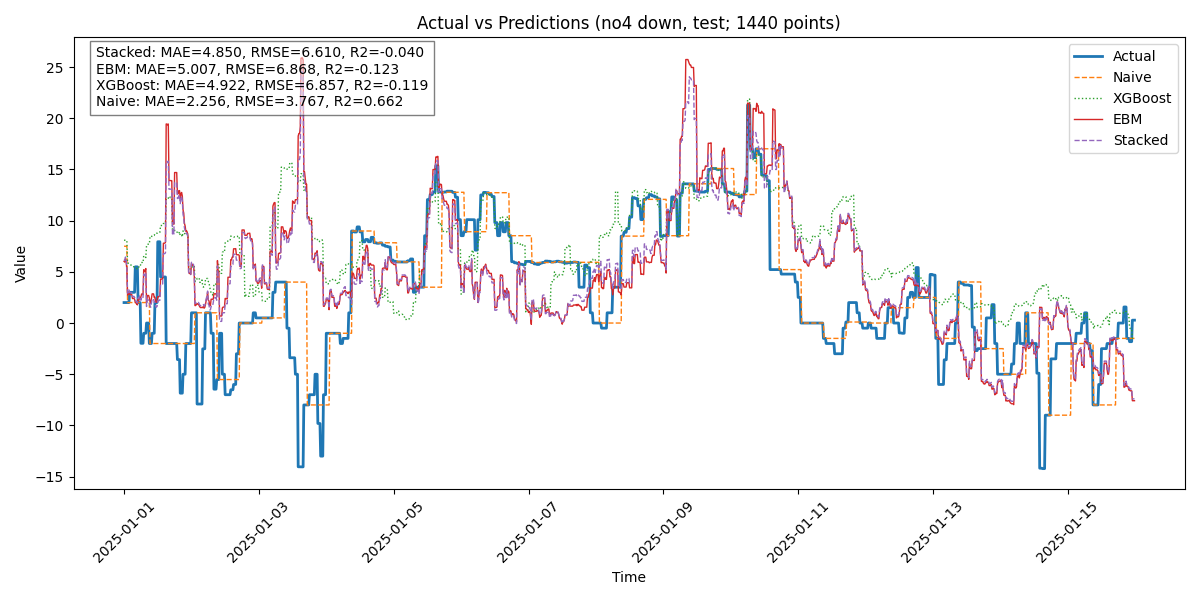 Actual vs Predictions (no4 down, test; 1440 points)
Stacked: MAE=4.850, RMSE=6.610, R2=-0.040
EBM: MAE=5.007, RMSE=6.868, R2=-0.123
XGBoost: MAE=4.922, RMSE=6.857, R2=-0.119
Naive: MAE=2.256, RMSE=3.767, R2=0.662
Actual
Naive
XGBoost
EBM
Stacked
Value
25
20
15
10
5
0
−5
−10
−15
2025-01-01
2025-01-03
2025-01-05
2025-01-07
2025-01-09
2025-01-11
2025-01-13
2025-01-15
Time